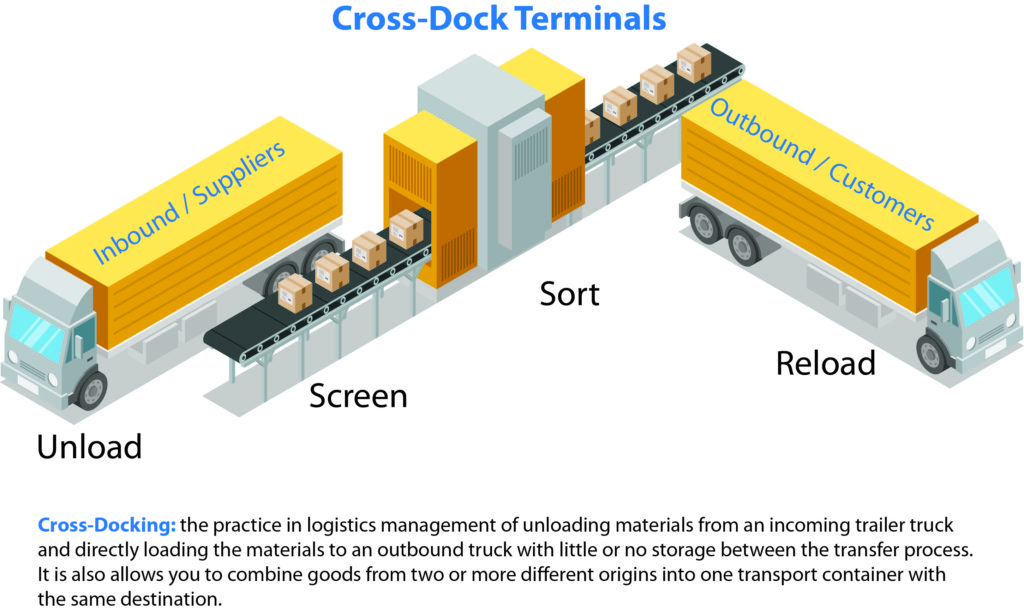 Cross-Dock Terminals
Inbound / Suppliers
Outbound / Customers
Sort
Reload
Screen
Unload
Cross-Docking: the practice in logistics management of unloading materials from an incoming trailer truck
and directly loading the materials to an outbound truck with little or no storage between the transfer process.
It is also allows you to combine goods from two or more different origins into one transport container with
the same destination.